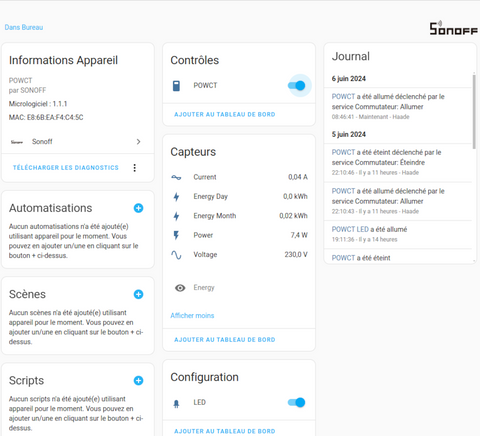 Dans Bureau
SONOFF
Informations Appareil
POWCT
par SONOFF
Micrologiciel : 1.1.1
MAC: E8:6B:EA:F4:C4:5C
Sonoff
TÉLÉCHARGER LES DIAGNOSTICS
Automatisations
Aucun automatisations n'a été ajouté(e)
utilisant appareil pour le moment. Vous
pouvez en ajouter un/une en cliquant sur le
bouton + ci-dessus.
Scènes
Aucun scènes n'a été ajouté(e) utilisant
appareil pour le moment. Vous pouvez en
ajouter un/une en cliquant sur le bouton + ci-
dessus.
Scripts
Aucun scripts n'a été ajouté(e) utilisant
appareil pour le moment. Vous pouvez en
ajouter un/une en cliquant sur le bouton + ci-
dessus.
Contrôles
POWCT
AJOUTER AU TABLEAU DE BORD
Capteurs
Current 0,04 A
Energy Day 0,0 kWh
Energy Month 0,02 kWh
Power 7,4 W
Voltage 230,0 V
Energy
Afficher moins
AJOUTER AU TABLEAU DE BORD
Configuration
LED
AJOUTER AU TABLEAU DE BORD
Journal
6 juin 2024
POWCT a été allumé déclenché par le
service Commutateur: Allumer
08:46:41 - Maintenant - Haade
5 juin 2024
POWCT a été éteint déclenché par le
service Commutateur: Éteindre
22:10:46 - Il y a 11 heures - Haade
POWCT a été allumé déclenché par le
service Commutateur: Allumer
22:10:43 - Il y a 11 heures - Haade
POWCT LED a été allumé
19:11:36 - Il y a 14 heures
POWCT a été éteint